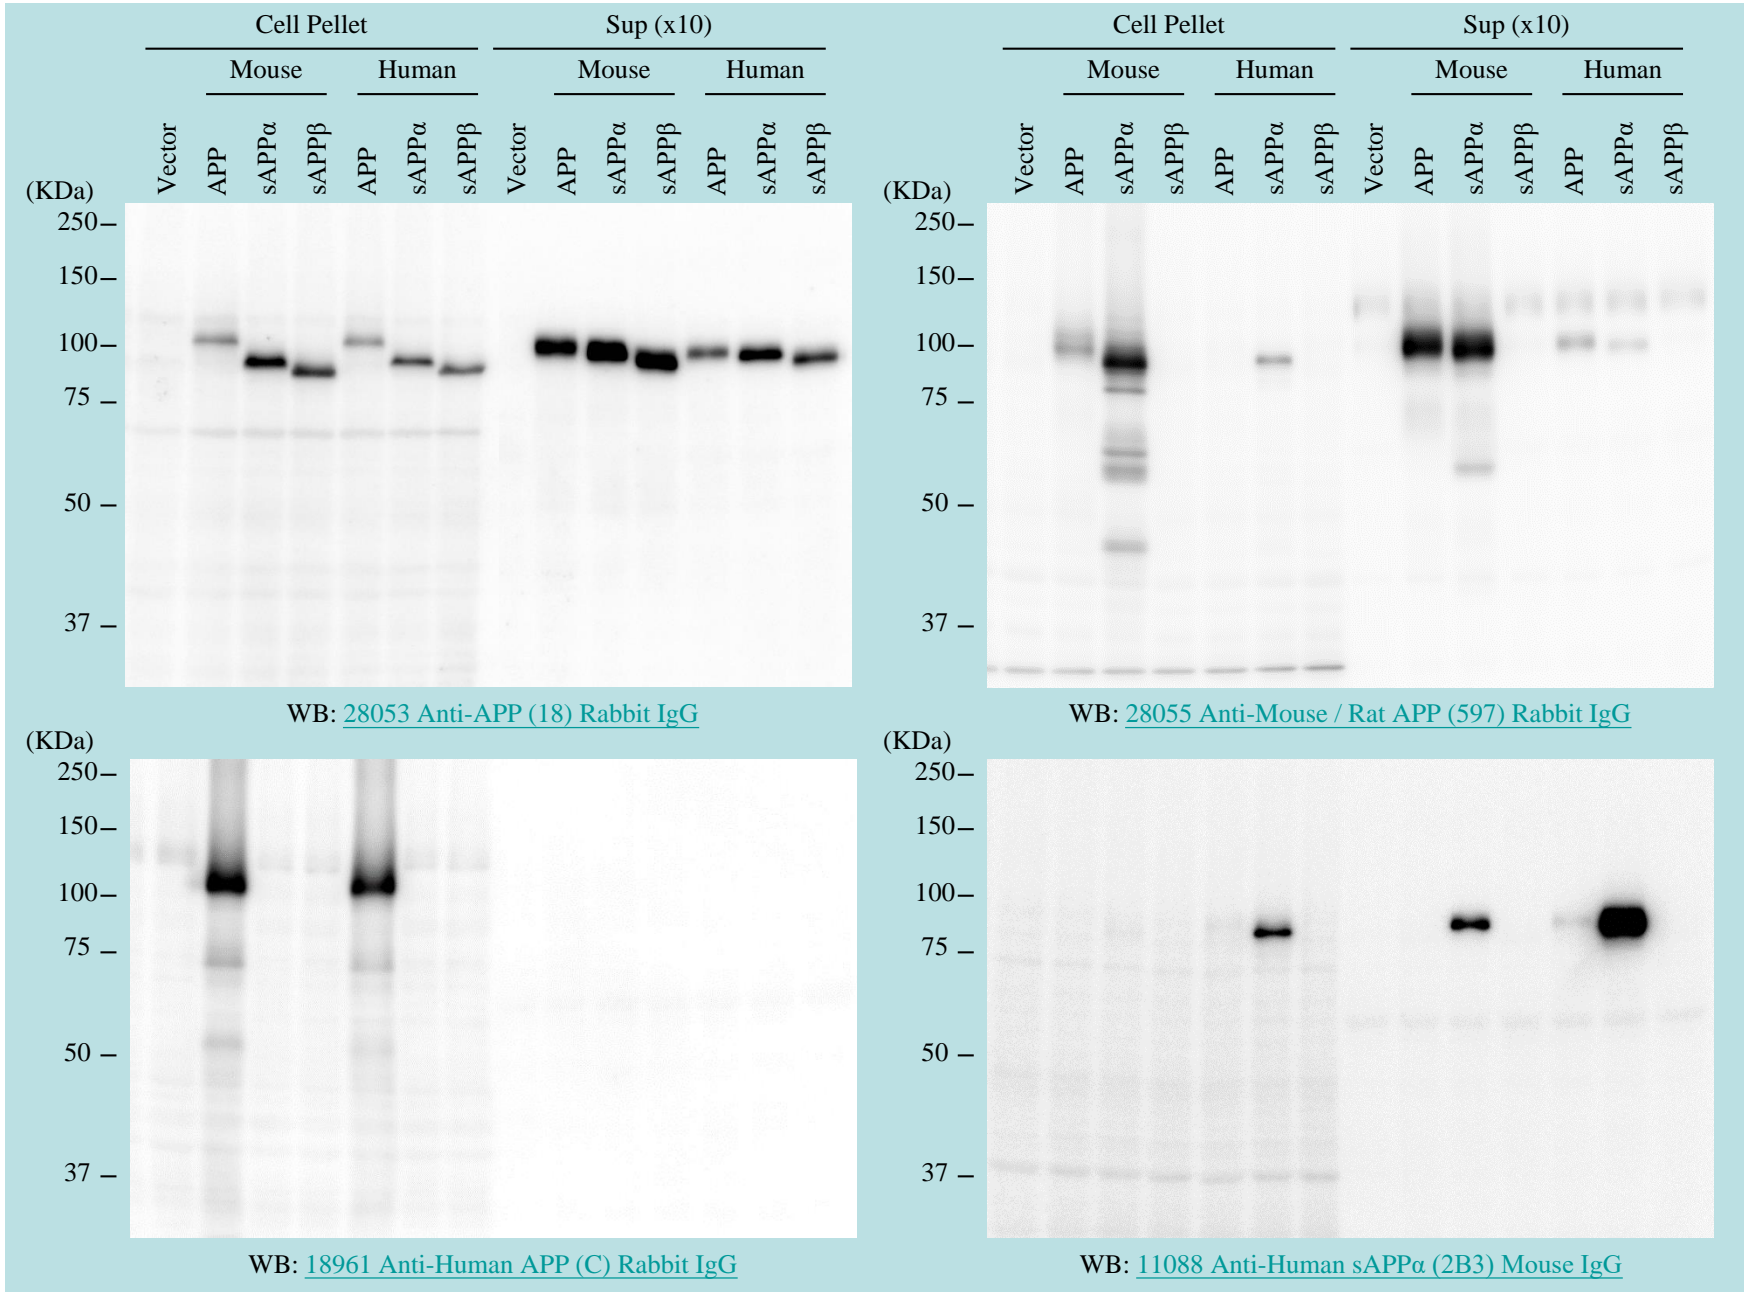 Cell Pellet Sup (x10) Cell Pellet Sup (x10)
Mouse Human Mouse Human Mouse Human Mouse Human
Vector APP sAPPα sAPPβ APP sAPPα sAPPβ Vector APP sAPPα sAPPβ APP sAPPα sAPPβ Vector APP sAPPα sAPPβ APP sAPPα sAPPβ Vector APP sAPPα sAPPβ APP sAPPα sAPPβ
(KDa) (KDa)
250 250
150 150
100 100
75 75
50 50
37 37
WB: 28053 Anti-APP (18) Rabbit IgG WB: 28055 Anti-Mouse / Rat APP (597) Rabbit IgG
(KDa) (KDa)
250 250
150 150
100 100
75 75
50 50
37 37
WB: 18961 Anti-Human APP (C) Rabbit IgG WB: 11088 Anti-Human sAPPα (2B3) Mouse IgG